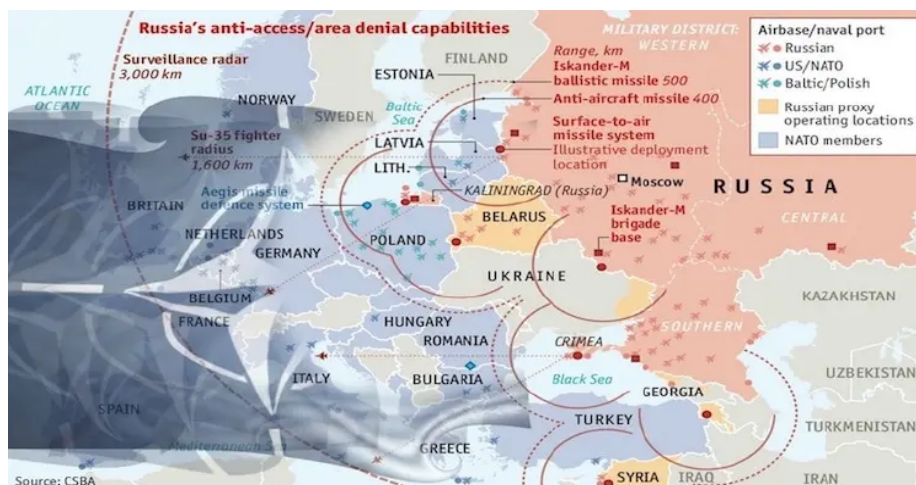 Russia's anti-access/area denial capabilities
Surveillance radar
3,000 km
ATLANTIC
OCEAN
NORWAY
SWEDEN
FINLAND
ESTONIA
Baltic
Sea
LATVIA
LITH.
Range, km
Iskander-M
ballistic missile 500
Anti-aircraft missile 400
Surface-to-air
missile system
Illustrative deployment
location
MILITARY DISTRICT:
WESTERN
Airbase/naval port
Russian
US/NATO
Baltic/Polish
Russian proxy
operating locations
NATO members
Su-35 fighter
radius
1,600 km
Aegis missile
defence system
KALININGRAD (Russia)
Moscow
RUSSIA
CENTRAL
BRITAIN
NETHERLANDS
GERMANY
POLAND
BELARUS
Iskander-M
brigade
base
BELGIUM
UKRAINE
KAZAKHSTAN
FRANCE
HUNGARY
ROMANIA
CRIMEA
SOUTHERN
ITALY
BULGARIA
Black Sea
GEORGIA
UZBEKISTAN
SPAIN
TURKEY
TURKMENISTAN
Mediterranean Sea
GREECE
SYRIA
IRAQ
IRAN
Source: CSBA